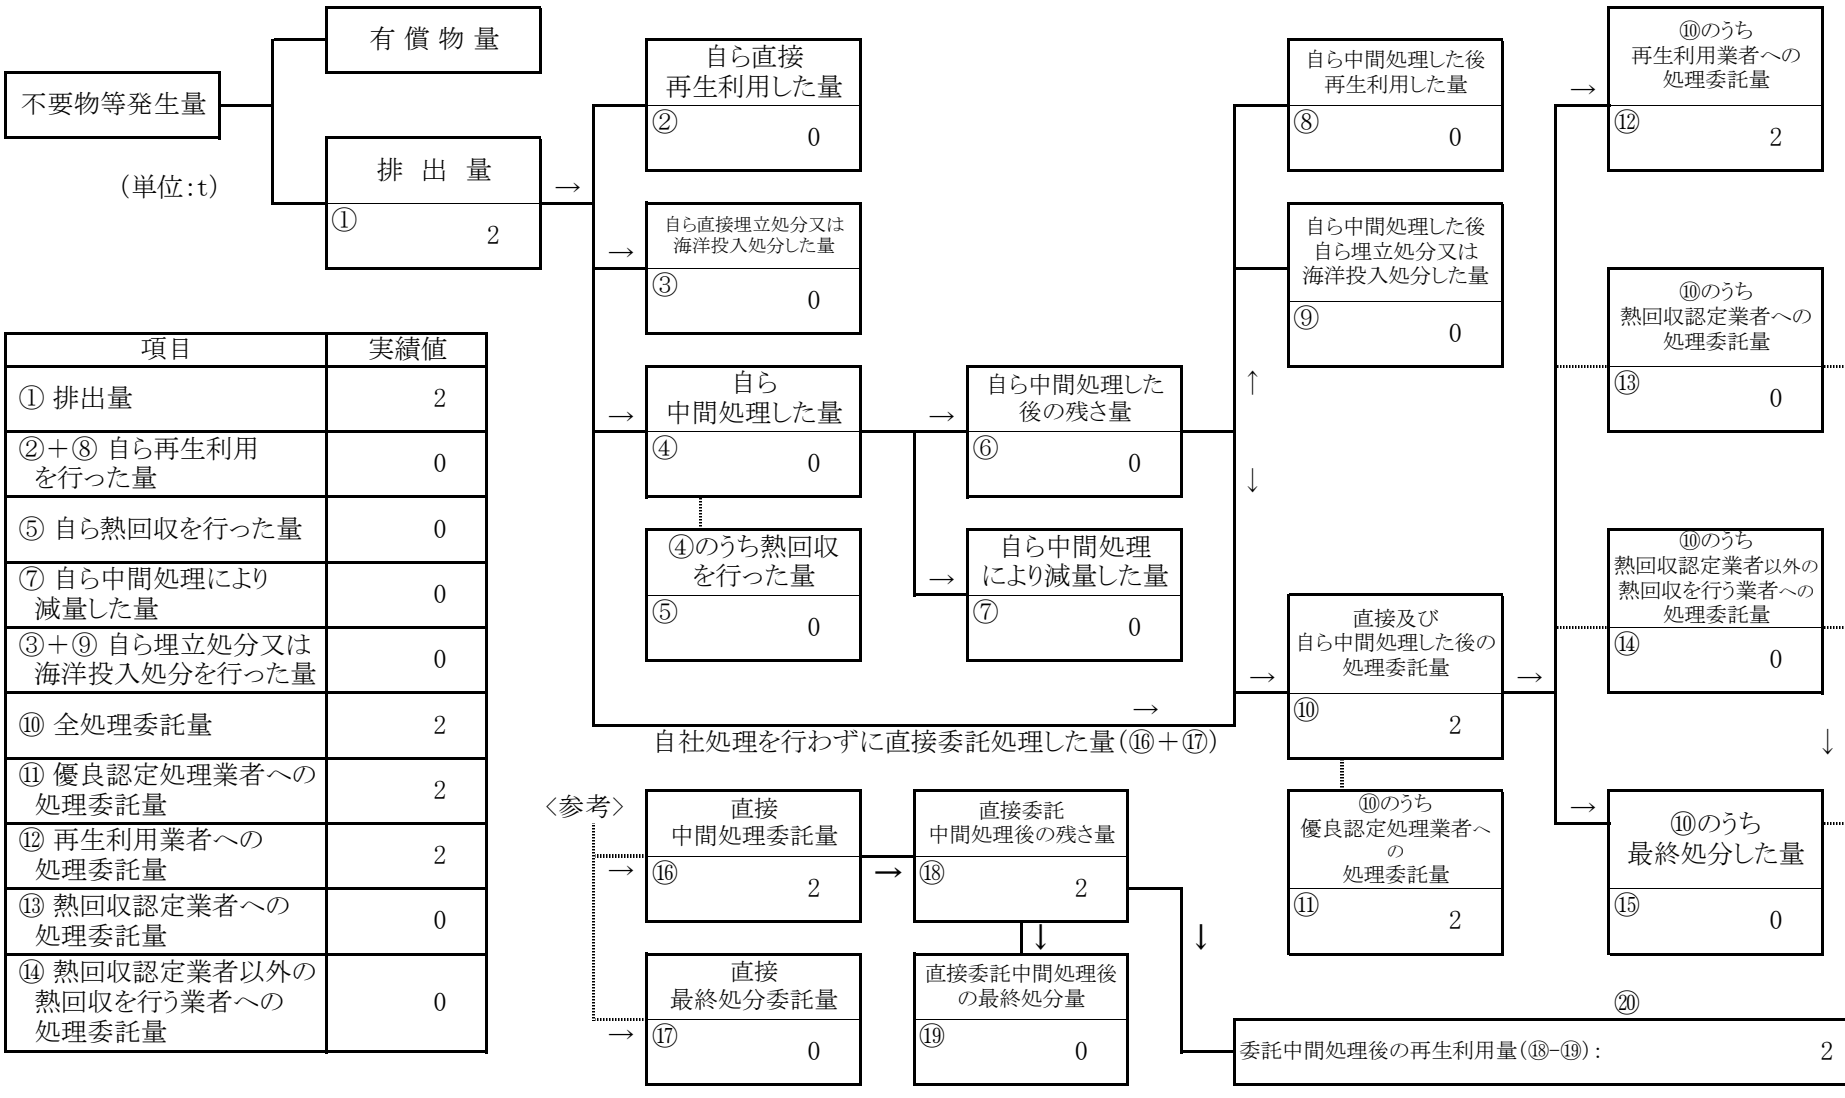 有 償 物 量
不要物等発生量
排　出　量
①
2
(単位:t)
自ら直接
再生利用した量
②
0
自ら直接埋立処分又は
海洋投入処分した量
③
0
自ら
中間処理した量
④
0
④のうち熱回収
を行った量
⑤
0
自ら中間処理した
後の残さ量
⑥
0
自ら中間処理
により減量した量
⑦
0
自ら中間処理した後
再生利用した量
⑧
0
自ら中間処理した後
自ら埋立処分又は
海洋投入処分した量
⑨
0
直接及び
自ら中間処理した後の
処理委託量
⑩
2
⑩のうち
優良認定処理業者へ
の
処理委託量
⑪
2
⑩のうち
再生利用業者への
処理委託量
⑫
2
⑩のうち
熱回収認定業者への
処理委託量
⑬
0
⑩のうち
熱回収認定業者以外の
熱回収を行う業者への
処理委託量
⑭
0
⑩のうち
最終処分した量
⑮
0
自社処理を行わずに直接委託処理した量(⑯+⑰)
〈参考〉
直接
中間処理委託量
⑯
2
直接
最終処分委託量
⑰
0
直接委託
中間処理後の残さ量
⑱
2
直接委託中間処理後
の最終処分量
⑲
0
⑳
委託中間処理後の再生利用量(⑱-⑲): 2
項目 実績値
① 排出量 2
②+⑧ 自ら再生利用
を行った量 0
⑤ 自ら熱回収を行った量 0
⑦ 自ら中間処理により
減量した量 0
③+⑨ 自ら埋立処分又は
海洋投入処分を行った量 0
⑩ 全処理委託量 2
⑪ 優良認定処理業者への
処理委託量 2
⑫ 再生利用業者への
処理委託量 2
⑬ 熱回収認定業者への
処理委託量 0
⑭ 熱回収認定業者以外の
熱回収を行う業者への
処理委託量 0